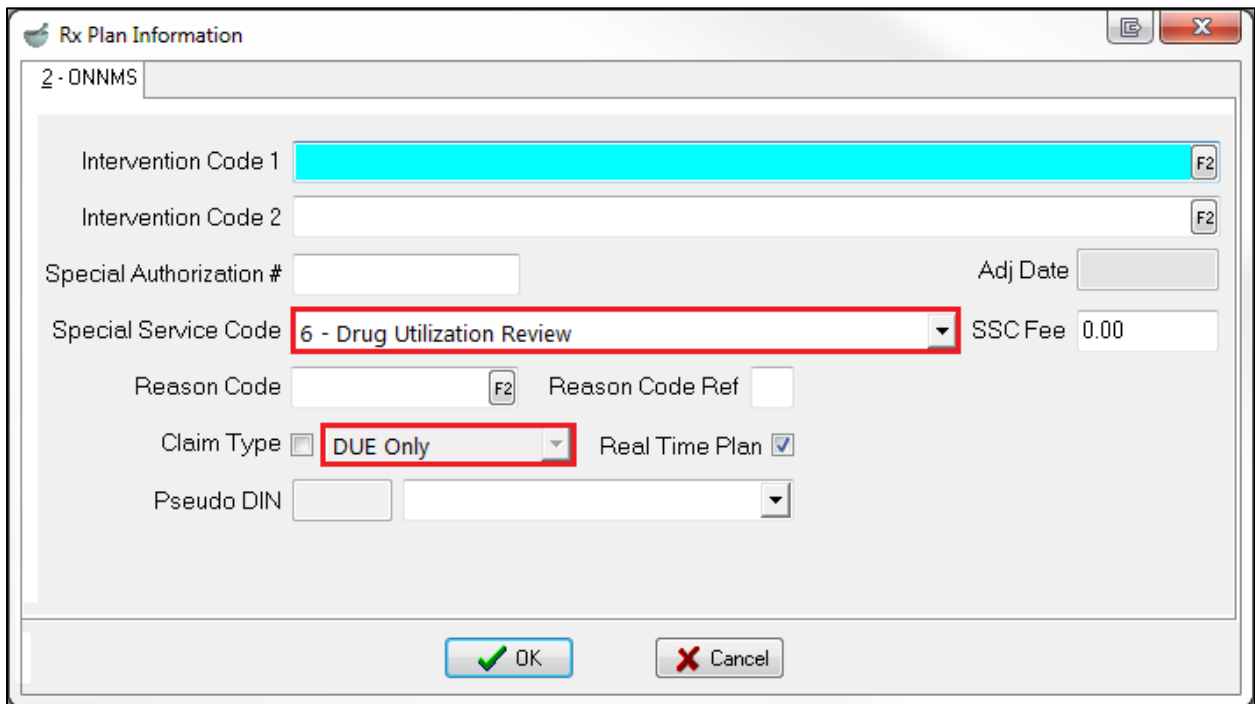 Rx Plan Information
2 - ONNMS
Intervention Code 1 F2
Intervention Code 2 F2
Special Authorization # Adj Date
Special Service Code 6 - Drug Utilization Review SSC Fee 0.00
Reason Code F2 Reason Code Ref
Claim Type DUE Only Real Time Plan
Pseudo DIN
OK Cancel